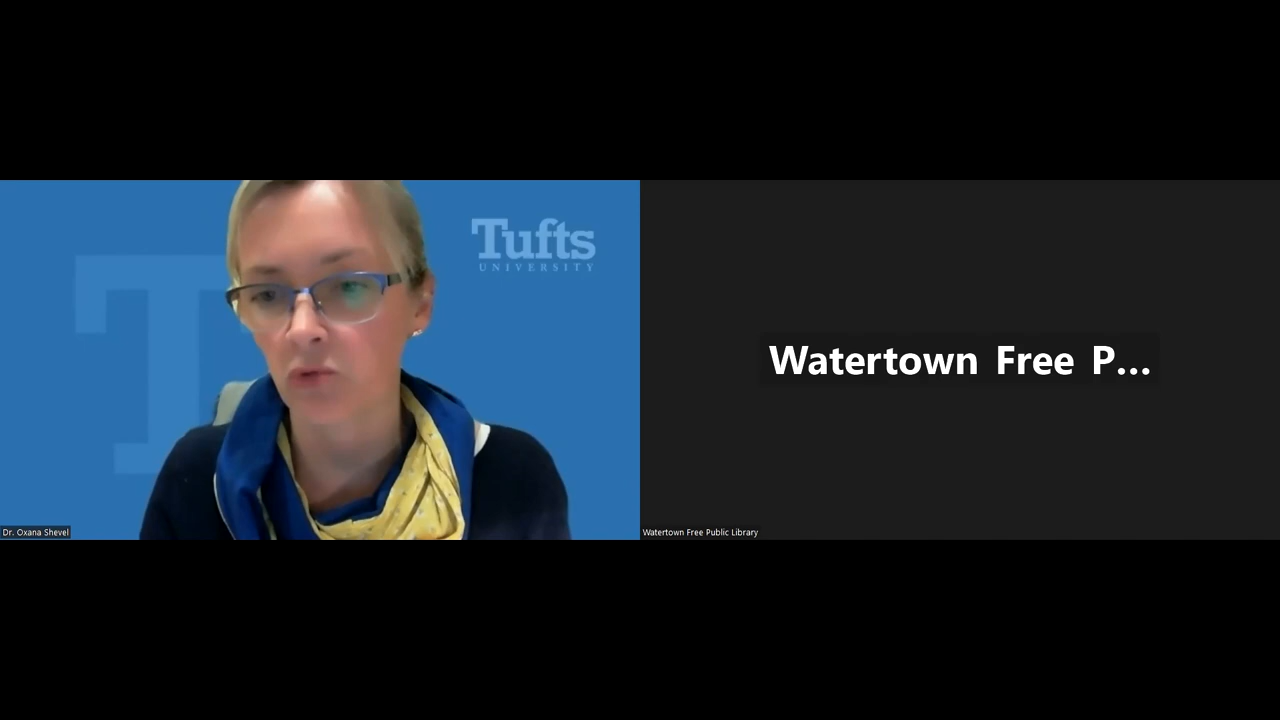 Tufts
UNIVERSITY
T
Watertown Free P...
Dr. Oxana Shevel
Watertown Free Public Library